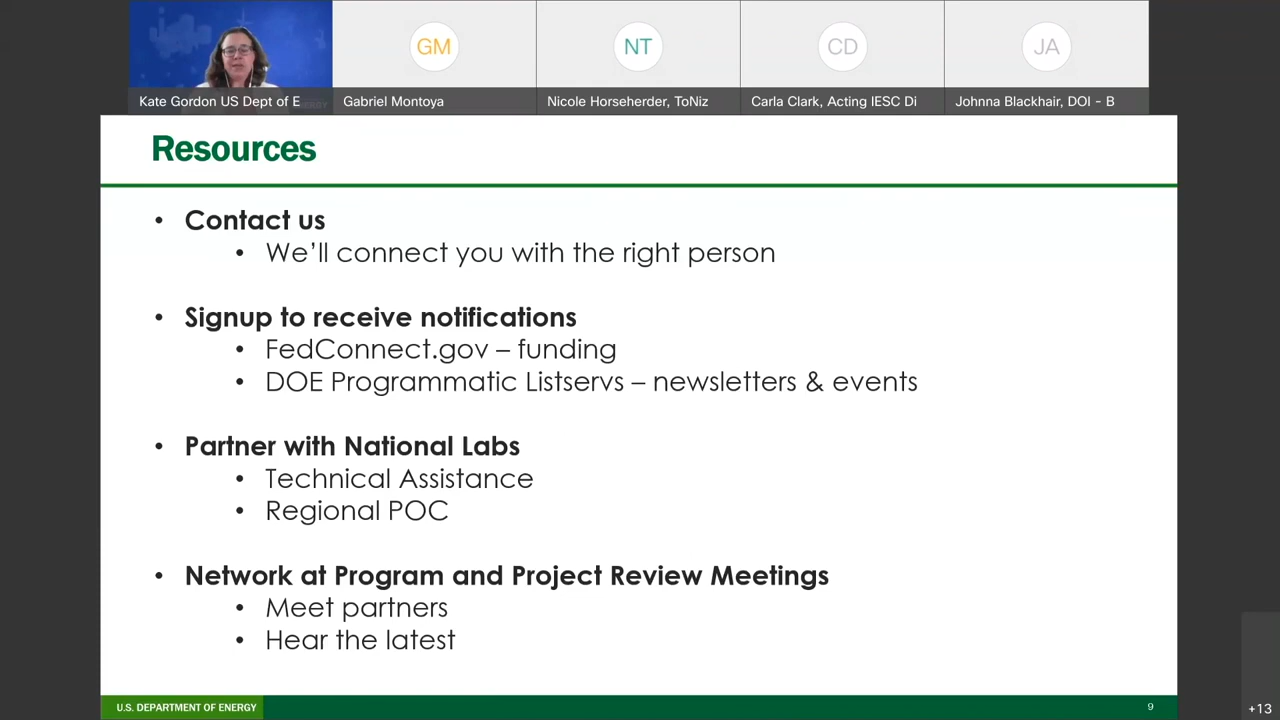 GM
NT
CD
JA
Kate Gordon US Dept of E
Gabriel Montoya
Nicole Horseherder, ToNiz
Carla Clark, Acting IESC Di
Johnna Blackhair, DOI - B
Resources
• Contact us
• We’ll connect you with the right person
• Signup to receive notifications
• FedConnect.gov – funding
• DOE Programmatic Listservs – newsletters & events
• Partner with National Labs
• Technical Assistance
• Regional POC
• Network at Program and Project Review Meetings
• Meet partners
• Hear the latest
U.S. DEPARTMENT OF ENERGY
9
+13